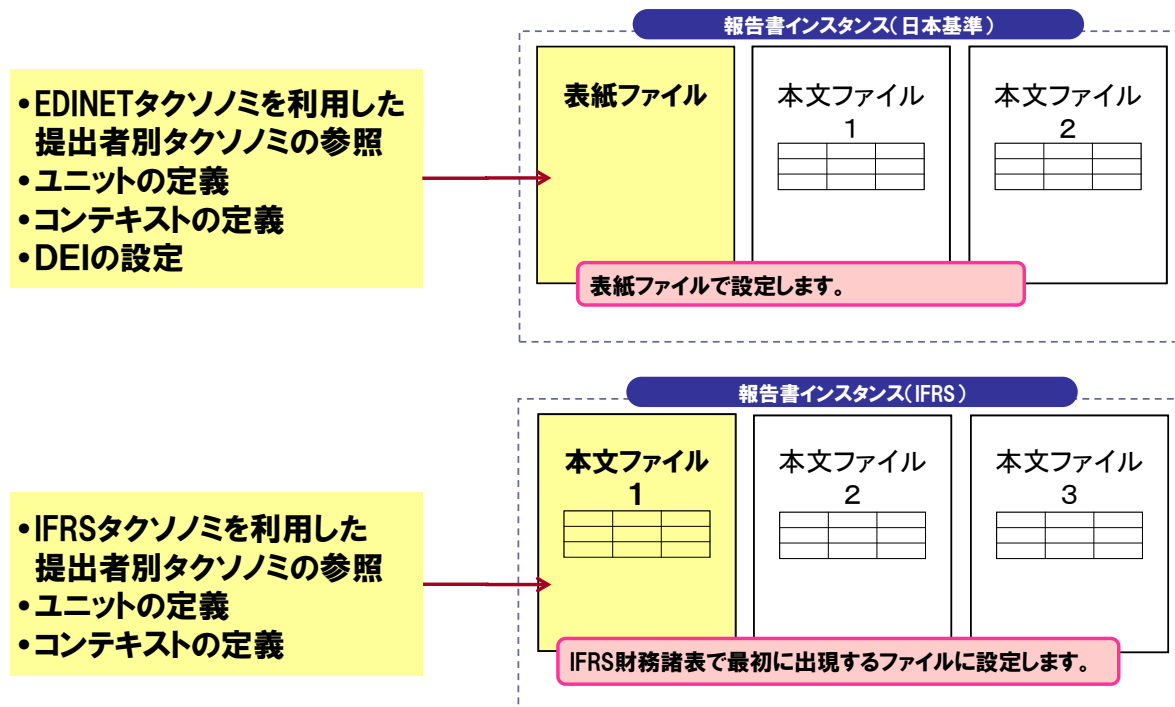 報告書インスタンス(日本基準)
•EDINETタクソノミを利用した
提出者別タクソノミの参照
•ユニットの定義
•コンテキストの定義
•DEIの設定
表紙ファイル
本文ファイル
1
本文ファイル
2
表紙ファイルで設定します。
報告書インスタンス(IFRS)
•IFRSタクソノミを利用した
提出者別タクソノミの参照
•ユニットの定義
•コンテキストの定義
本文ファイル
1
本文ファイル
2
本文ファイル
3
IFRS財務諸表で最初に出現するファイルに設定します。